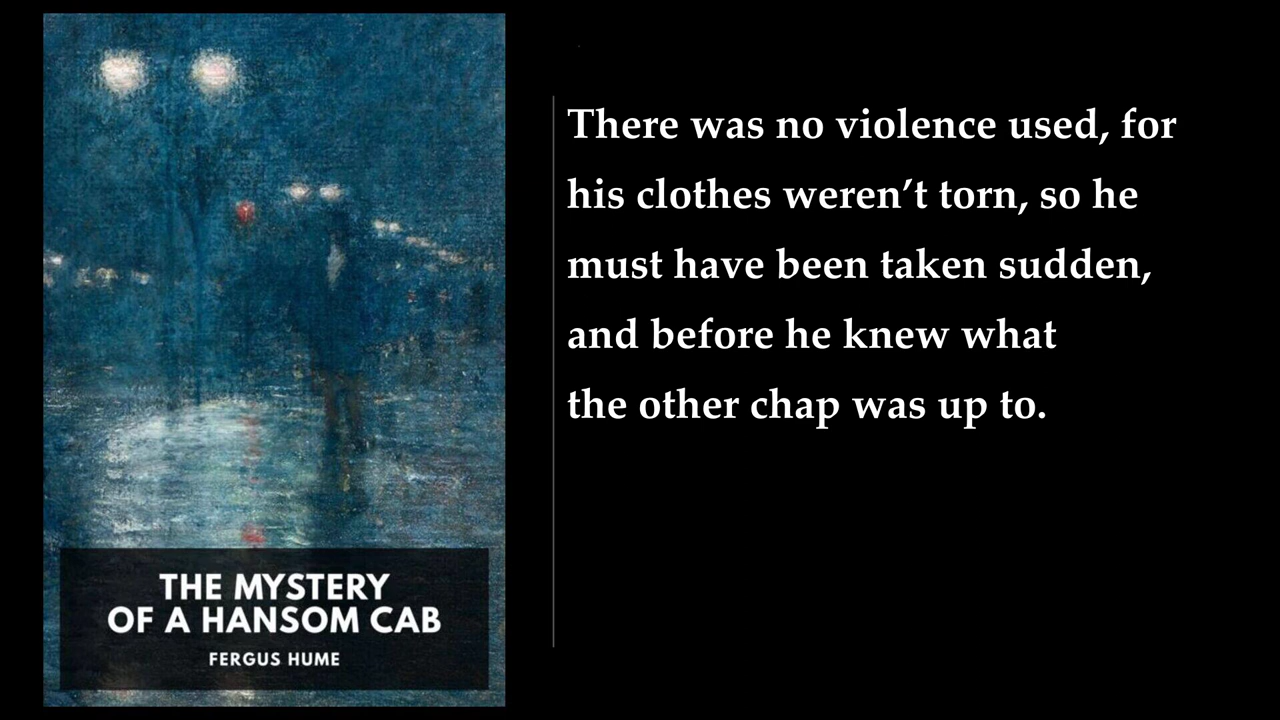 There was no violence used, for
his clothes weren’t torn, so he
must have been taken sudden,
and before he knew what
the other chap was up to.
THE MYSTERY
OF A HANSOM CAB
FERGUS HUME